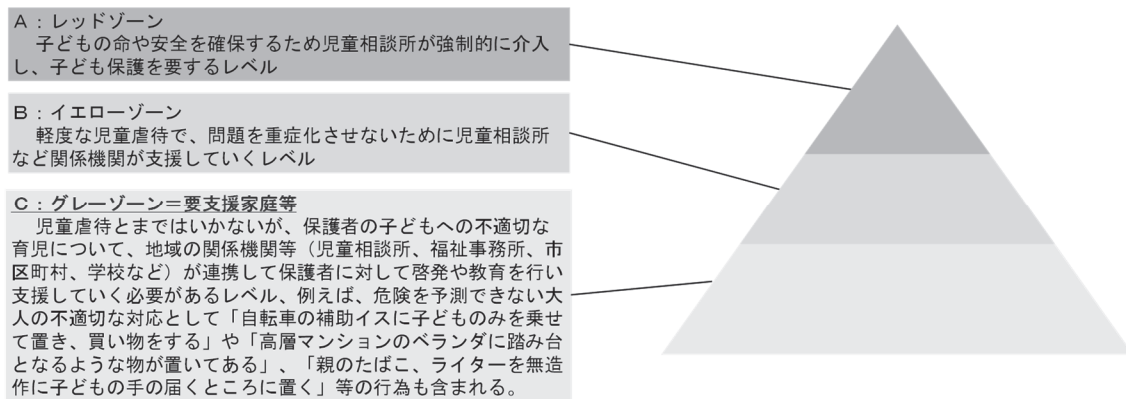 A：レッドゾーン
子どもの命や安全を確保するため児童相談所が強制的に介入
し、子ども保護を要するレベル
B：イエローゾーン
軽度な児童虐待で、問題を重症化させないために児童相談所
など関係機関が支援していくレベル
C：グレーゾーン＝要支援家庭等
児童虐待とまではいかないが、保護者の子どもへの不適切な
育児について、地域の関係機関等（児童相談所、福祉事務所、市
区町村、学校など）が連携して保護者に対して啓発や教育を行い
支援していく必要があるレベル、例えば、危険を予測できない大
人の不適切な対応として「自転車の補助イスに子どものみを乗せ
て置き、買い物をする」や「高層マンションのベランダに踏み台
となるような物が置いてある」、「親のたばこ、ライターを無造
作に子どもの手の届くところに置く」等の行為も含まれる。